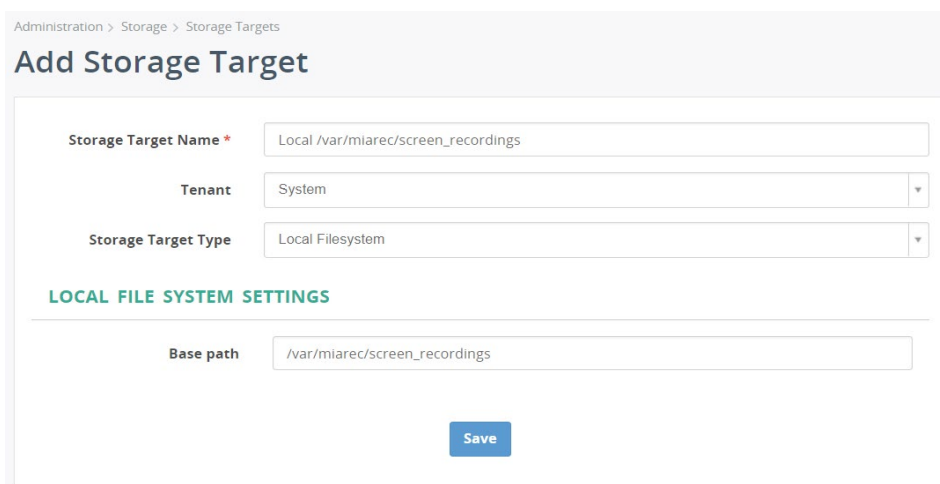 Administration > Storage > Storage Targets
Add Storage Target
Storage Target Name * Local /var/miarec/screen_recordings
Tenant System
Storage Target Type Local Filesystem
LOCAL FILE SYSTEM SETTINGS
Base path /var/miarec/screen_recordings
Save